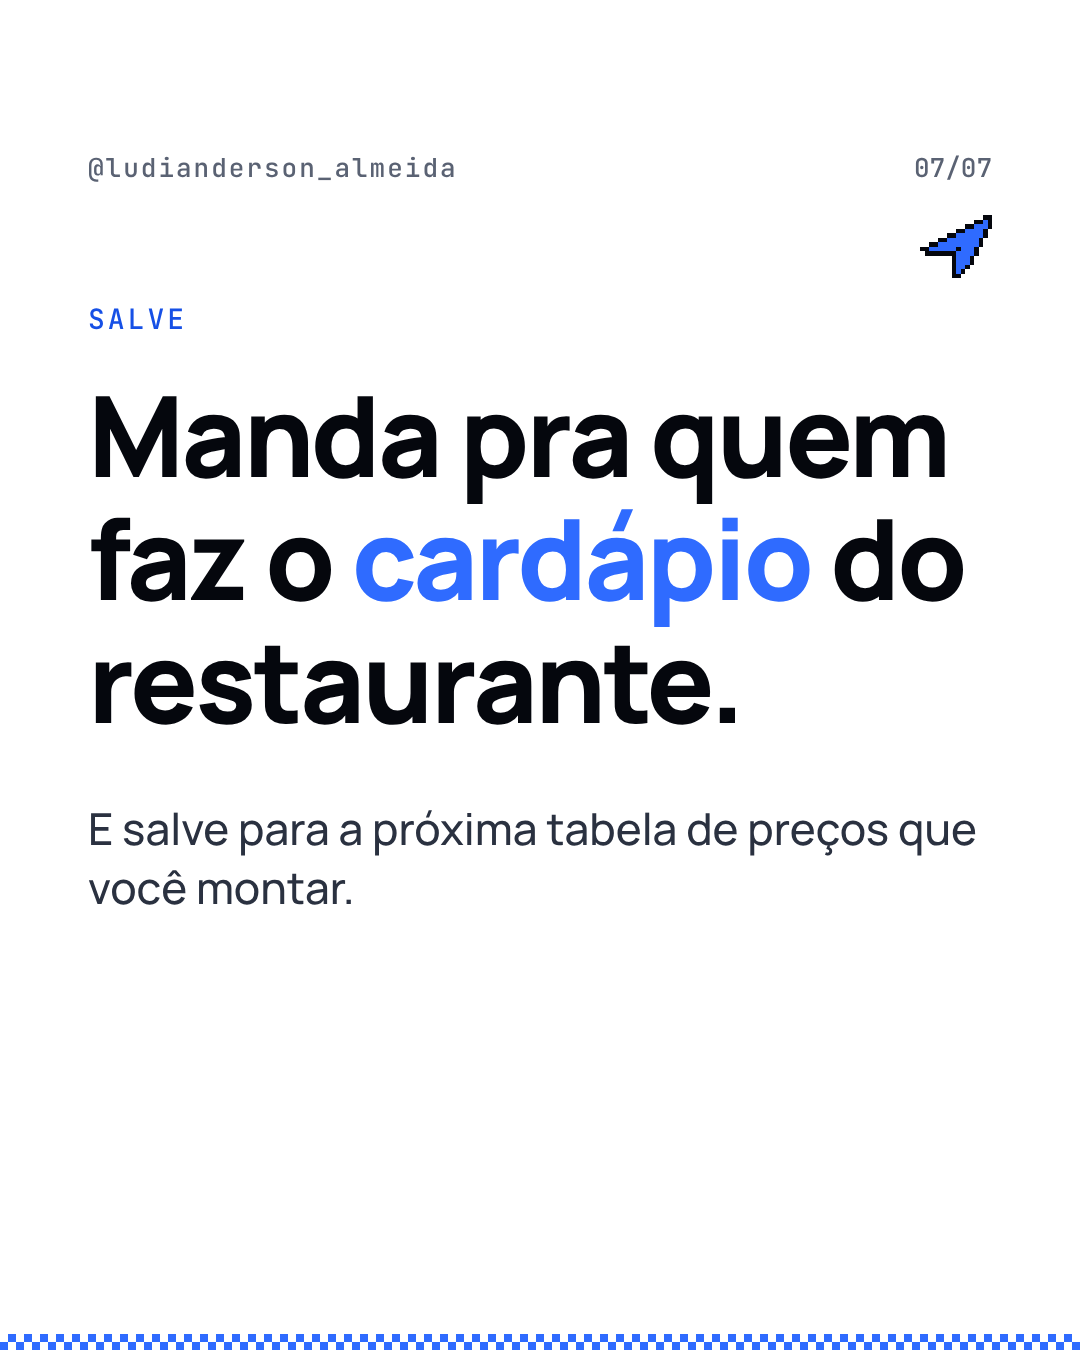 @ludianderson_almeida
07/07
SALVE
Manda pra quem
faz o cardápio do
restaurante.
E salve para a próxima tabela de preços que
você montar.